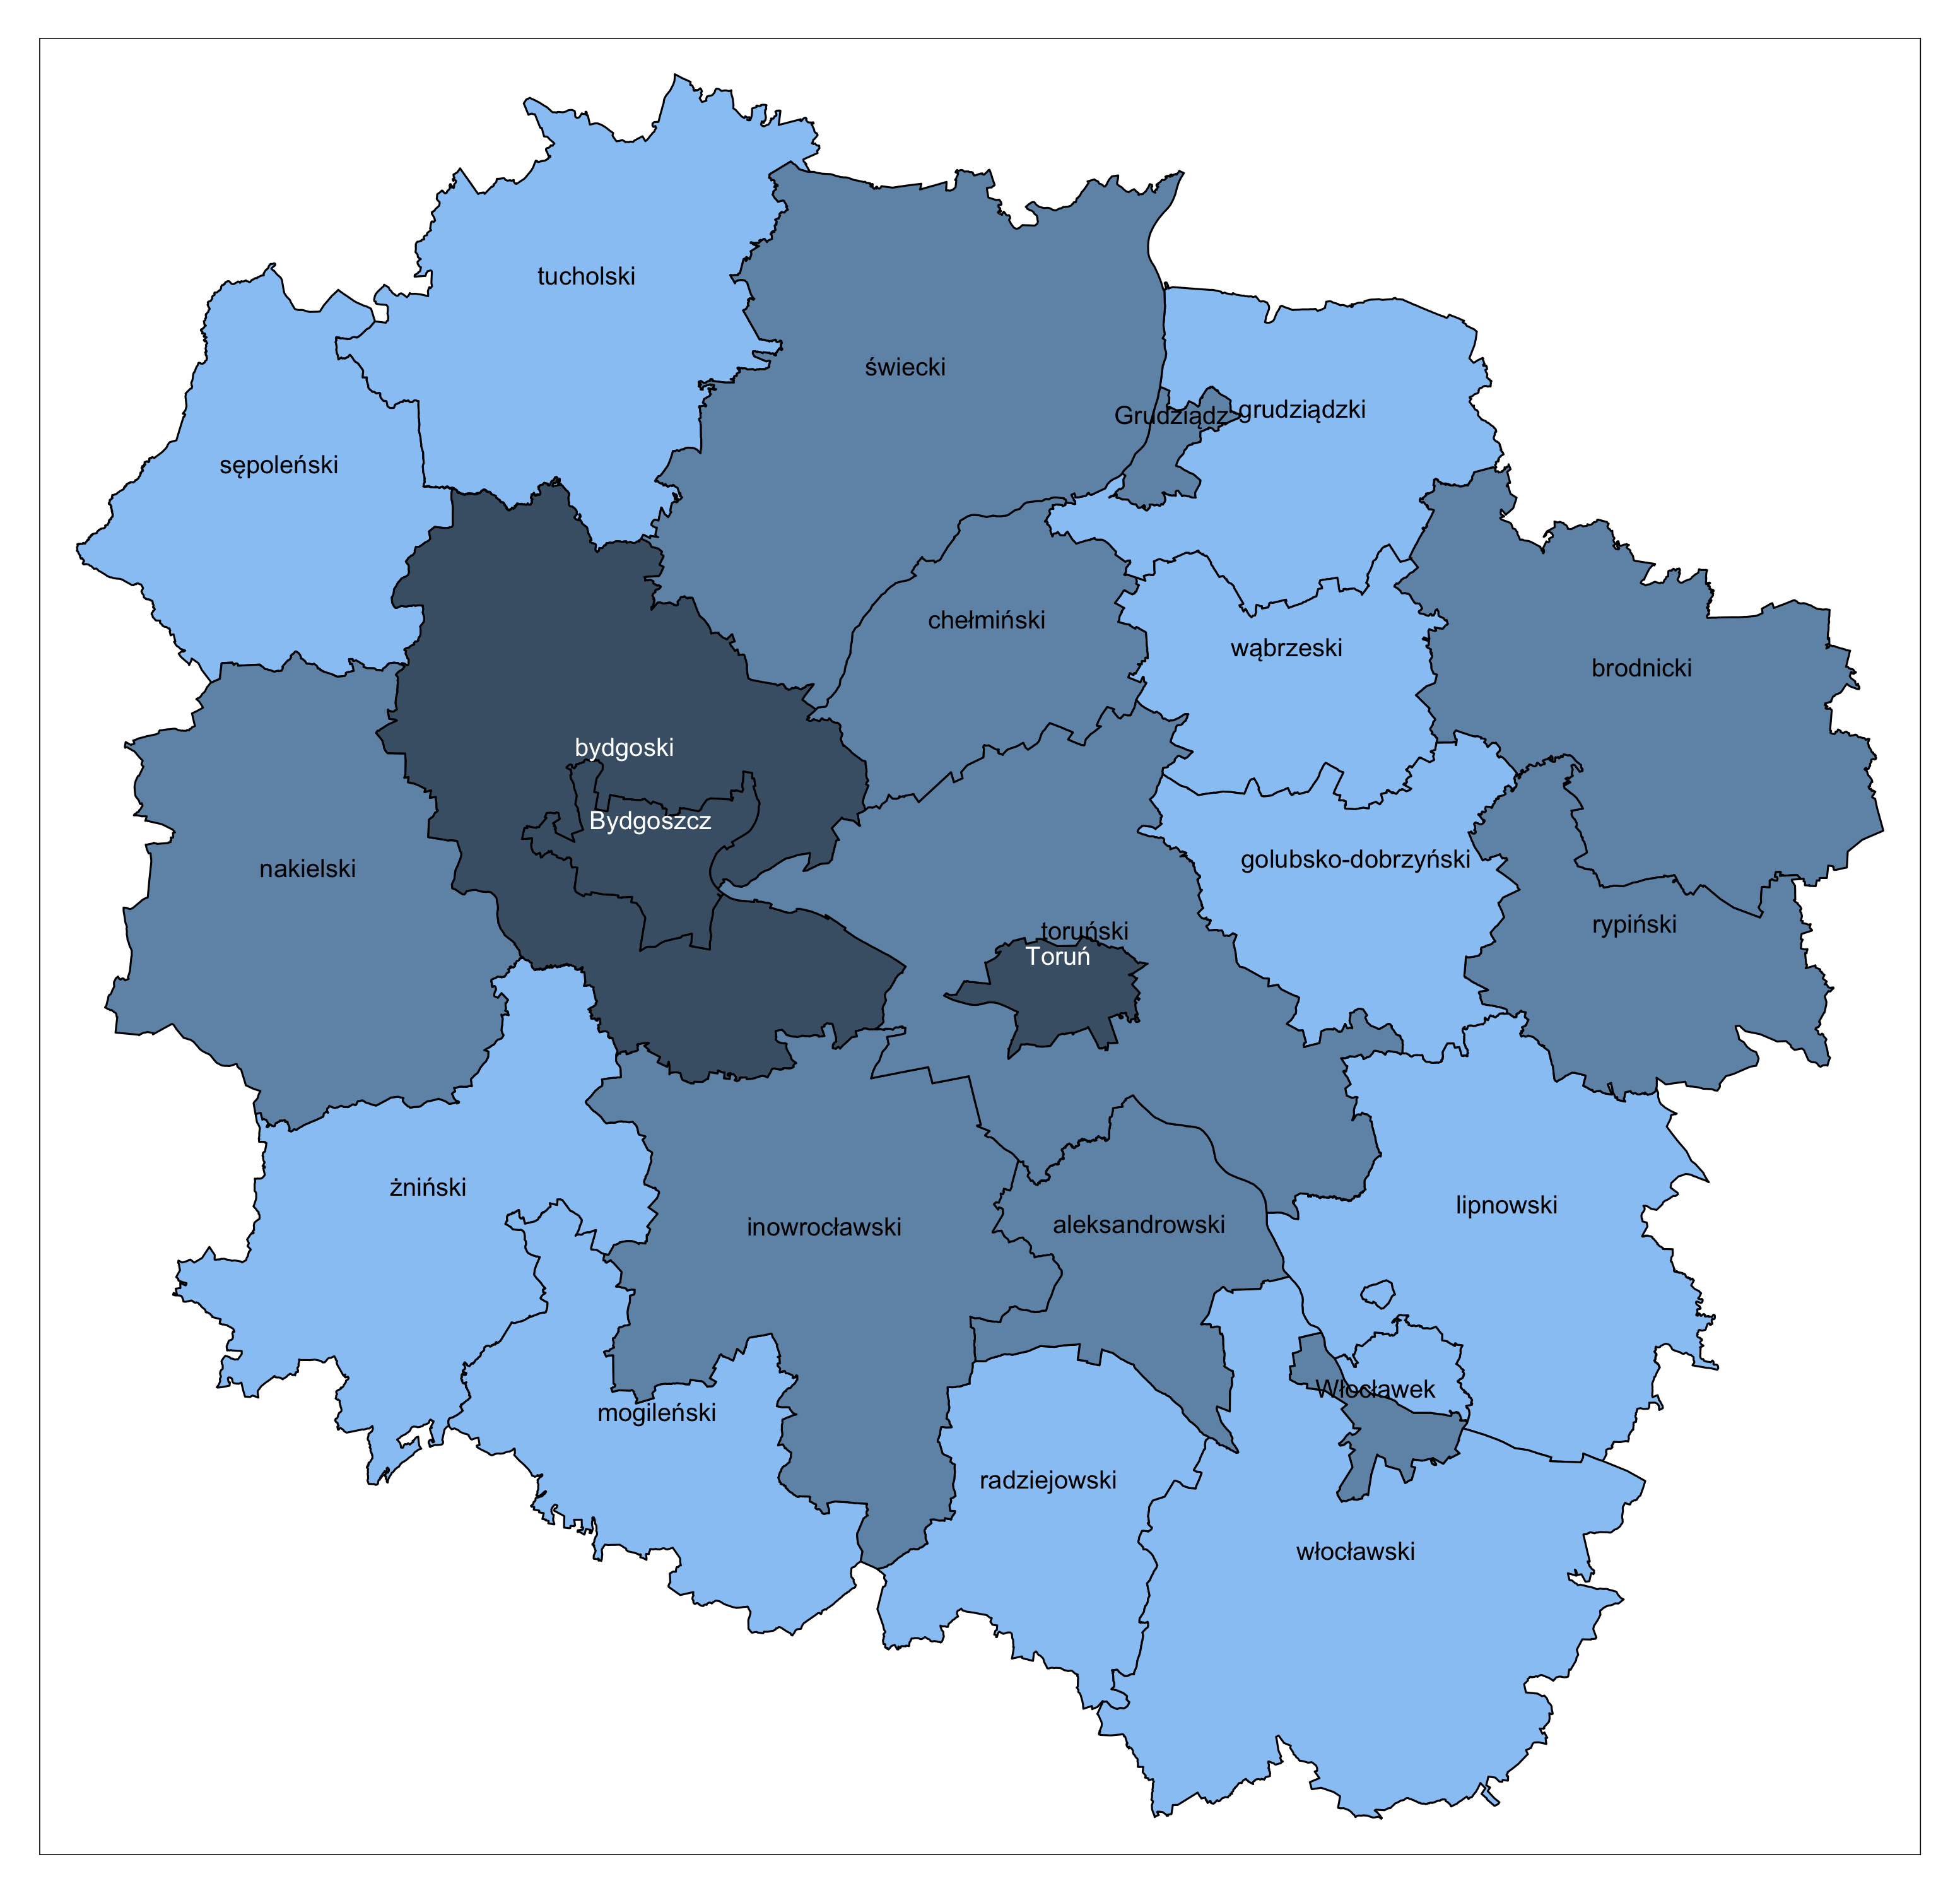 tucholski
świecki
Grudziądz
grudziądzki
sępoleński
chełmiński
wąbrzeski
brodnicki
bydgoski
Bydgoszcz
nakielski
golubsko-dobrzyński
rypiński
toruński
Toruń
żniński
lipnowski
inowrocławski
aleksandrowski
Włocławek
mogileński
radziejowski
włocławski